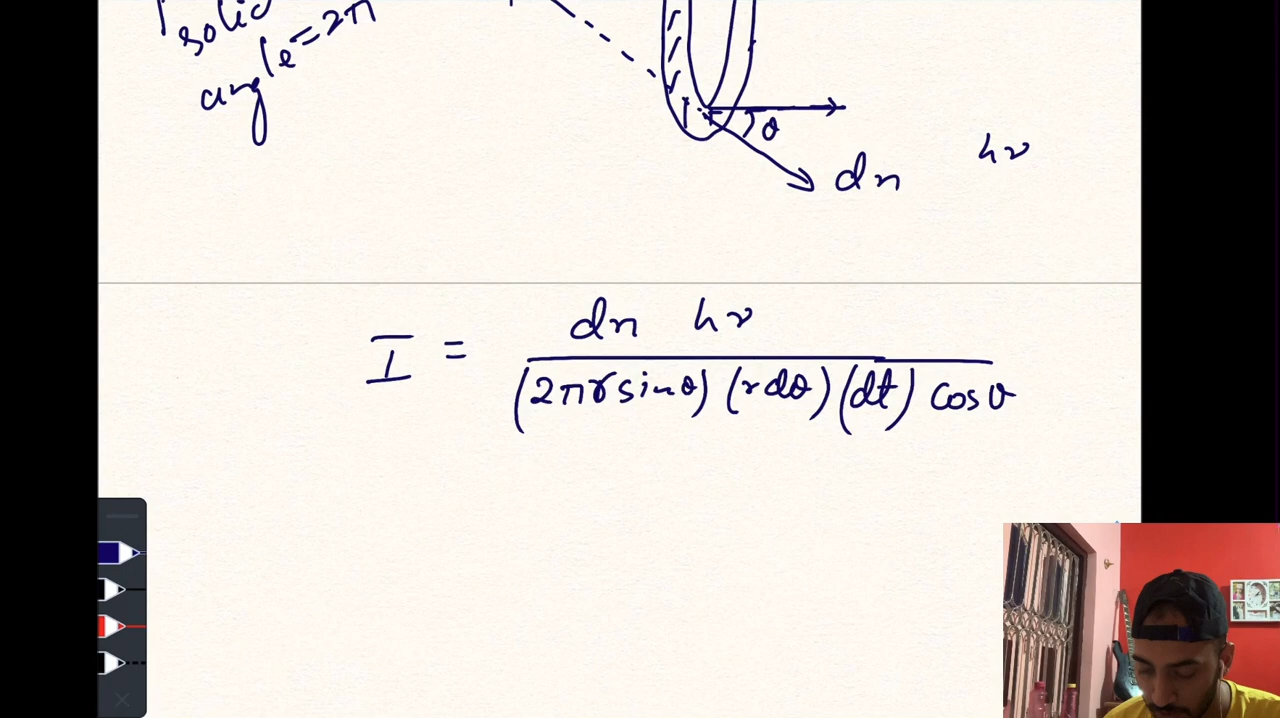 solid
angle = 2π
θ
dn
hν
I = dn hν / (2πr sinθ) (r dθ) (dt) cosθ